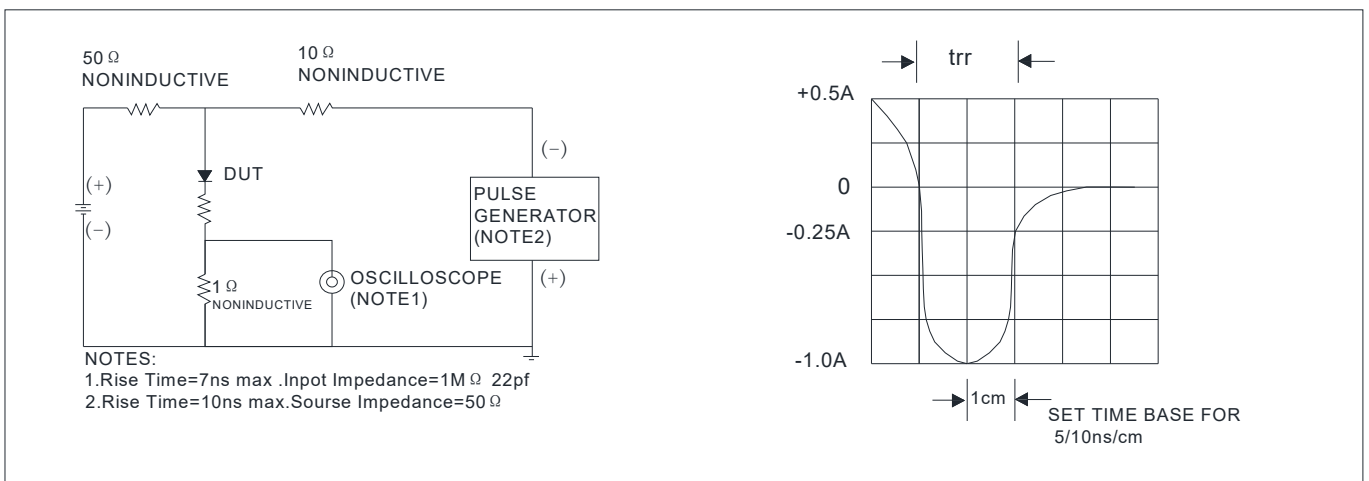 50 Ω
NONINDUCTIVE
10 Ω
NONINDUCTIVE
(+)
(−)
DUT
1 Ω
NONINDUCTIVE
OSCILLOSCOPE
(NOTE1)
(−)
PULSE
GENERATOR
(NOTE2)
(+)
NOTES:
1.Rise Time=7ns max .Inpot Impedance=1M Ω 22pf
2.Rise Time=10ns max.Sourse Impedance=50 Ω
trr
+0.5A
0
-0.25A
-1.0A
1cm
SET TIME BASE FOR
5/10ns/cm